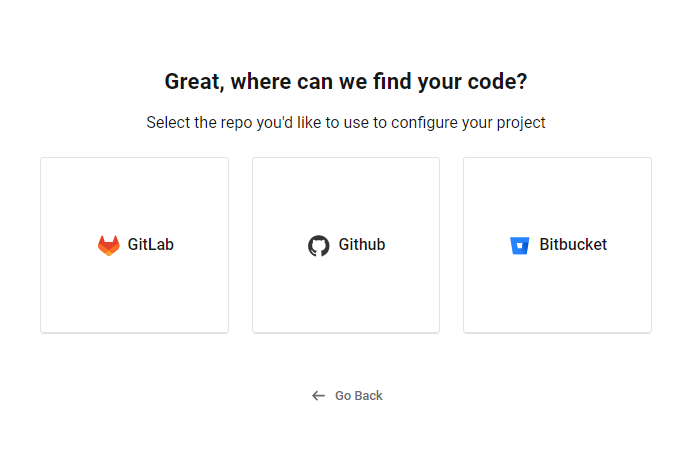 Great, where can we find your code?
Select the repo you'd like to use to configure your project
GitLab
Github
Bitbucket
Go Back